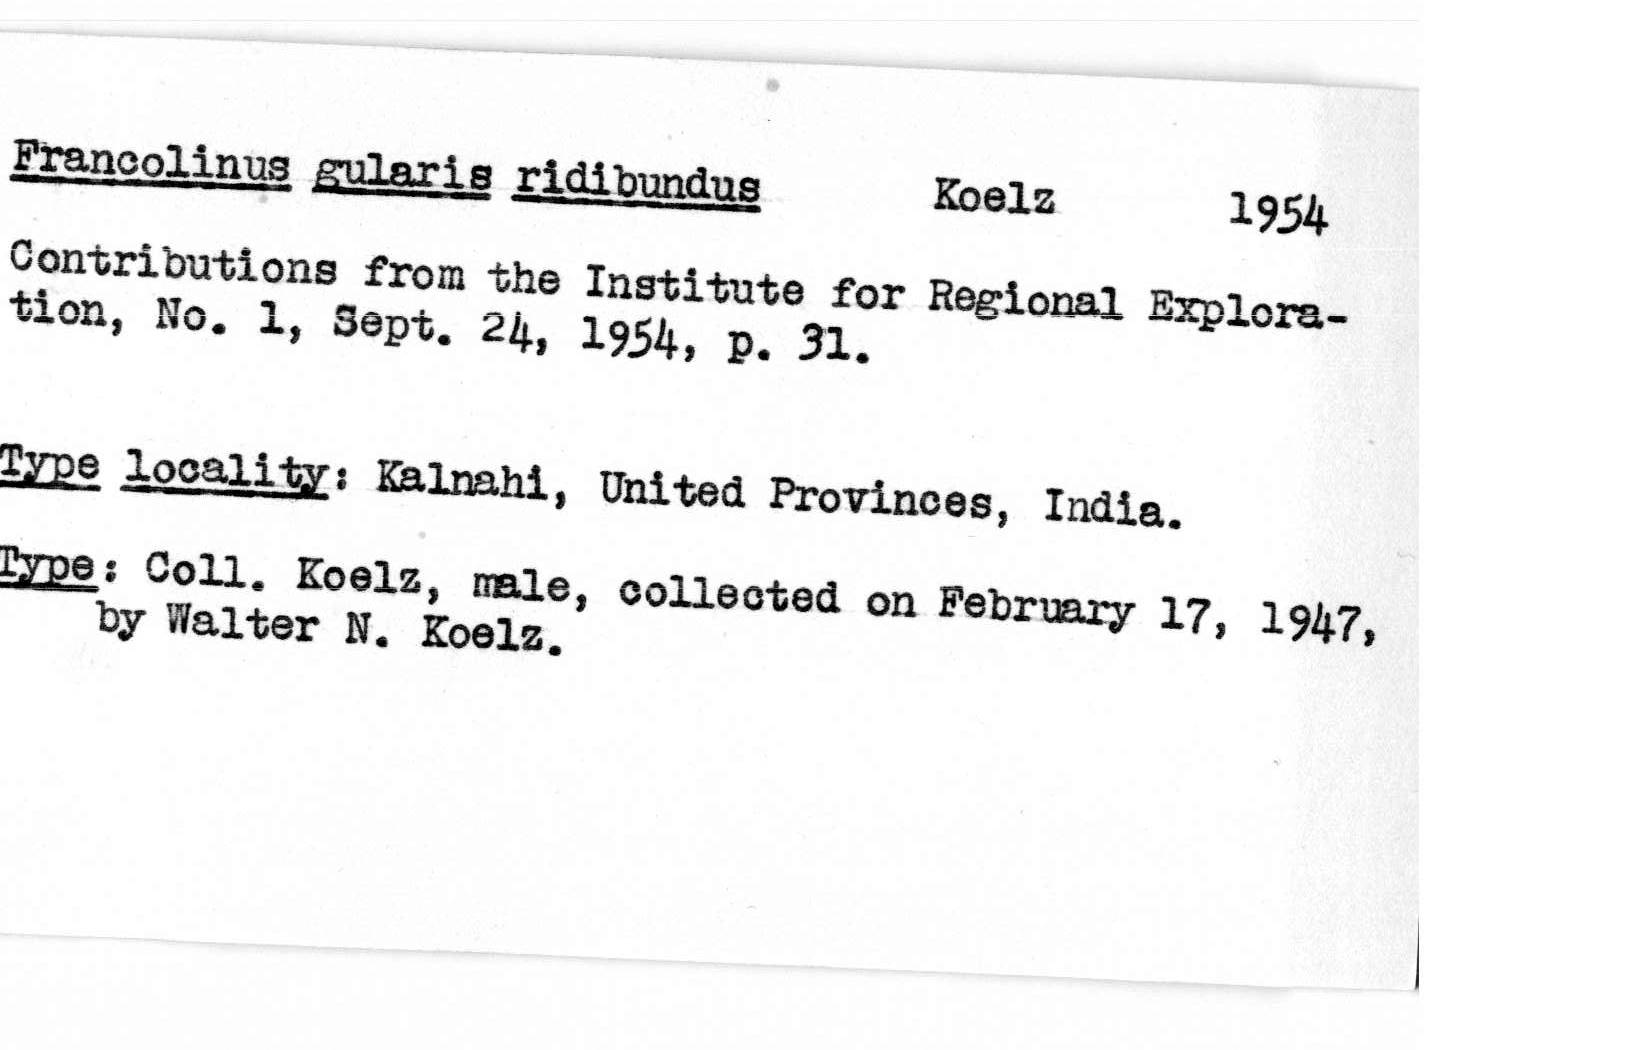 Francolinus gularis ridibundus Koelz 1954
Contributions from the Institute for Regional Explora-
tion, No. 1, Sept. 24, 1954, p. 31.
Type locality: Kalnahi, United Provinces, India.
Type: Coll. Koelz, male, collected on February 17, 1947,
by Walter N. Koelz.